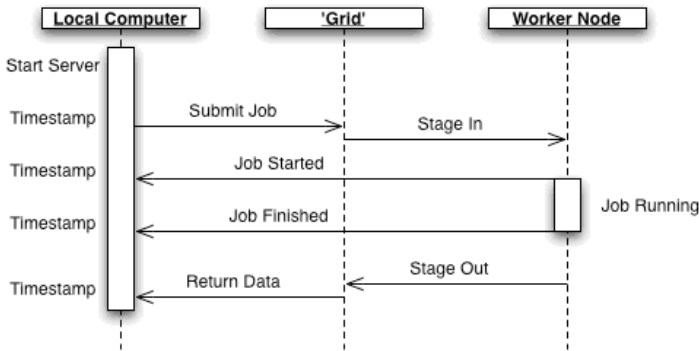 Local Computer
'Grid'
Worker Node
Start Server
Timestamp
Submit Job
Stage In
Timestamp
Job Started
Job Running
Timestamp
Job Finished
Stage Out
Timestamp
Return Data